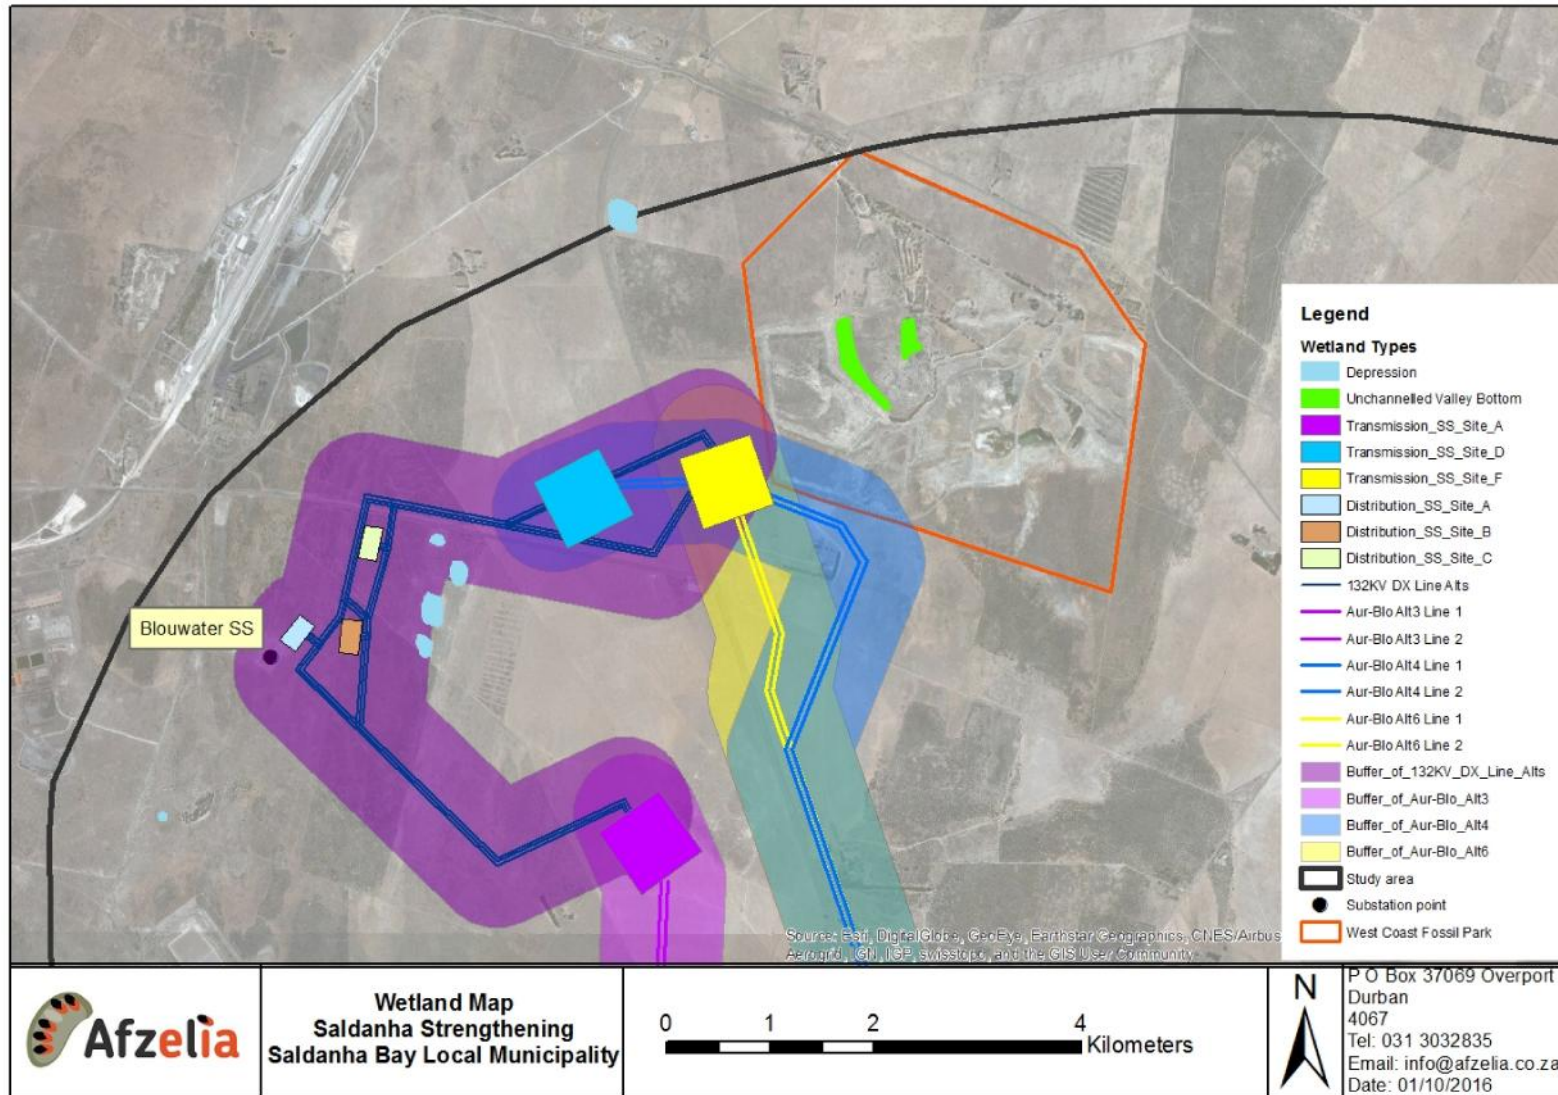 Blouwater SS
Legend
Wetland Types
Depression
Unchannelled Valley Bottom
Transmission_SS_Site_A
Transmission_SS_Site_D
Transmission_SS_Site_F
Distribution_SS_Site_A
Distribution_SS_Site_B
Distribution_SS_Site_C
132KV DX Line Alts
Aur-Blo Alt3 Line 1
Aur-Blo Alt3 Line 2
Aur-Blo Alt4 Line 1
Aur-Blo Alt4 Line 2
Aur-Blo Alt6 Line 1
Aur-Blo Alt6 Line 2
Buffer_of_132KV_DX_Line_Alts
Buffer_of_Aur-Blo_Alt3
Buffer_of_Aur-Blo_Alt4
Buffer_of_Aur-Blo_Alt6
Study area
Substation point
West Coast Fossil Park
Source: Esri, DigitalGlobe, GeoEye, Earthstar Geographics, CNES/Airbus
Aerogrid, IGN, IGP, swisstopo, and the GIS User Community
Afzelia
Wetland Map
Saldanha Strengthening
Saldanha Bay Local Municipality
0 1 2 4
Kilometers
N
P O Box 37069 Overport
Durban
4067
Tel: 031 3032835
Email: info@afzelia.co.za
Date: 01/10/2016